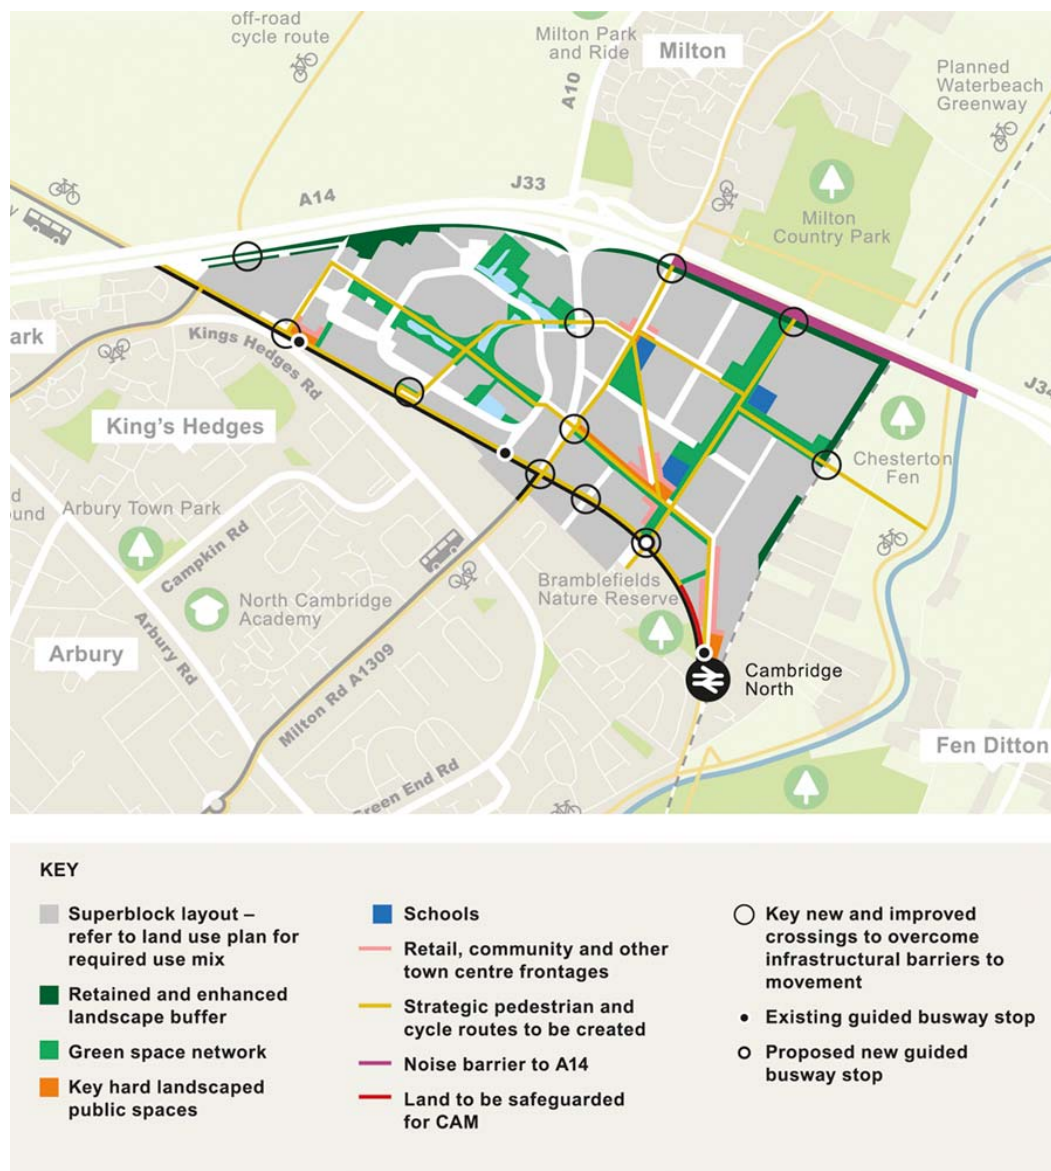 off-road
cycle route
Milton Park
and Ride
Milton
Planned
Waterbeach
Greenway
A10
J33
A14
Milton
Country Park
ark
Kings Hedges Rd
J34
King's Hedges
Chesterton
Fen
d
ound
Arbury Town Park
Campkin Rd
Bramblefields
Nature Reserve
North Cambridge
Academy
Arbury
Arbury Rd
Milton Rd A1309
Cambridge
North
Green End Rd
Fen Ditton
KEY
Superblock layout –
refer to land use plan for
required use mix
Retained and enhanced
landscape buffer
Green space network
Key hard landscaped
public spaces
Schools
Retail, community and other
town centre frontages
Strategic pedestrian and
cycle routes to be created
Noise barrier to A14
Land to be safeguarded
for CAM
Key new and improved
crossings to overcome
infrastructural barriers to
movement
Existing guided busway stop
Proposed new guided
busway stop